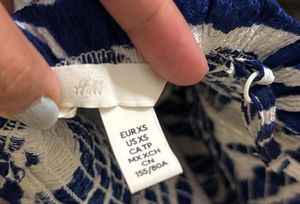 H&M
EUR XS
US XS
CA TP
MX XCH
CN
155/80A